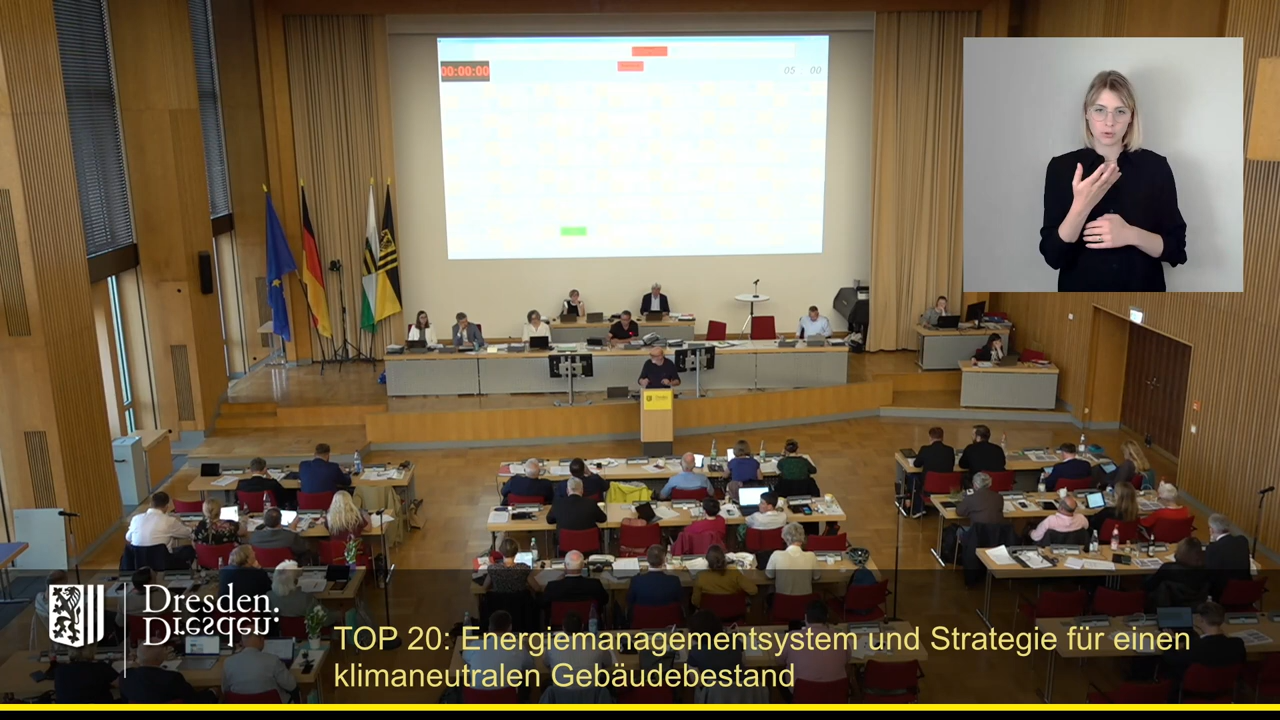 00:00:00
05 00
Dresden.
Dresden.
TOP 20: Energiemanagementsystem und Strategie für einen
klimaneutralen Gebäudebestand